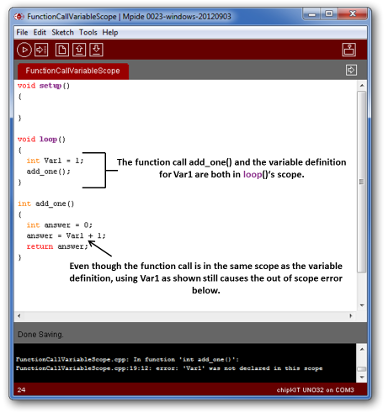 FunctionCallVariableScope | Mpide 0023-windows-20120903
File Edit Sketch Tools Help
FunctionCallVariableScope
void setup()
{
}
void loop()
{
int Var1 = 1;
add_one();
}
The function call add_one() and the variable definition
for Var1 are both in loop()'s scope.
int add_one()
{
int answer = 0;
answer = Var1 + 1;
return answer;
}
Even though the function call is in the same scope as the variable
definition, using Var1 as shown still causes the out of scope error
below.
Done Saving.
FunctionCallVariableScope.cpp: In function 'int add_one()':
FunctionCallVariableScope.cpp:19:12: error: 'Var1' was not declared in this scope
24
chipKIT UNO32 on COM3